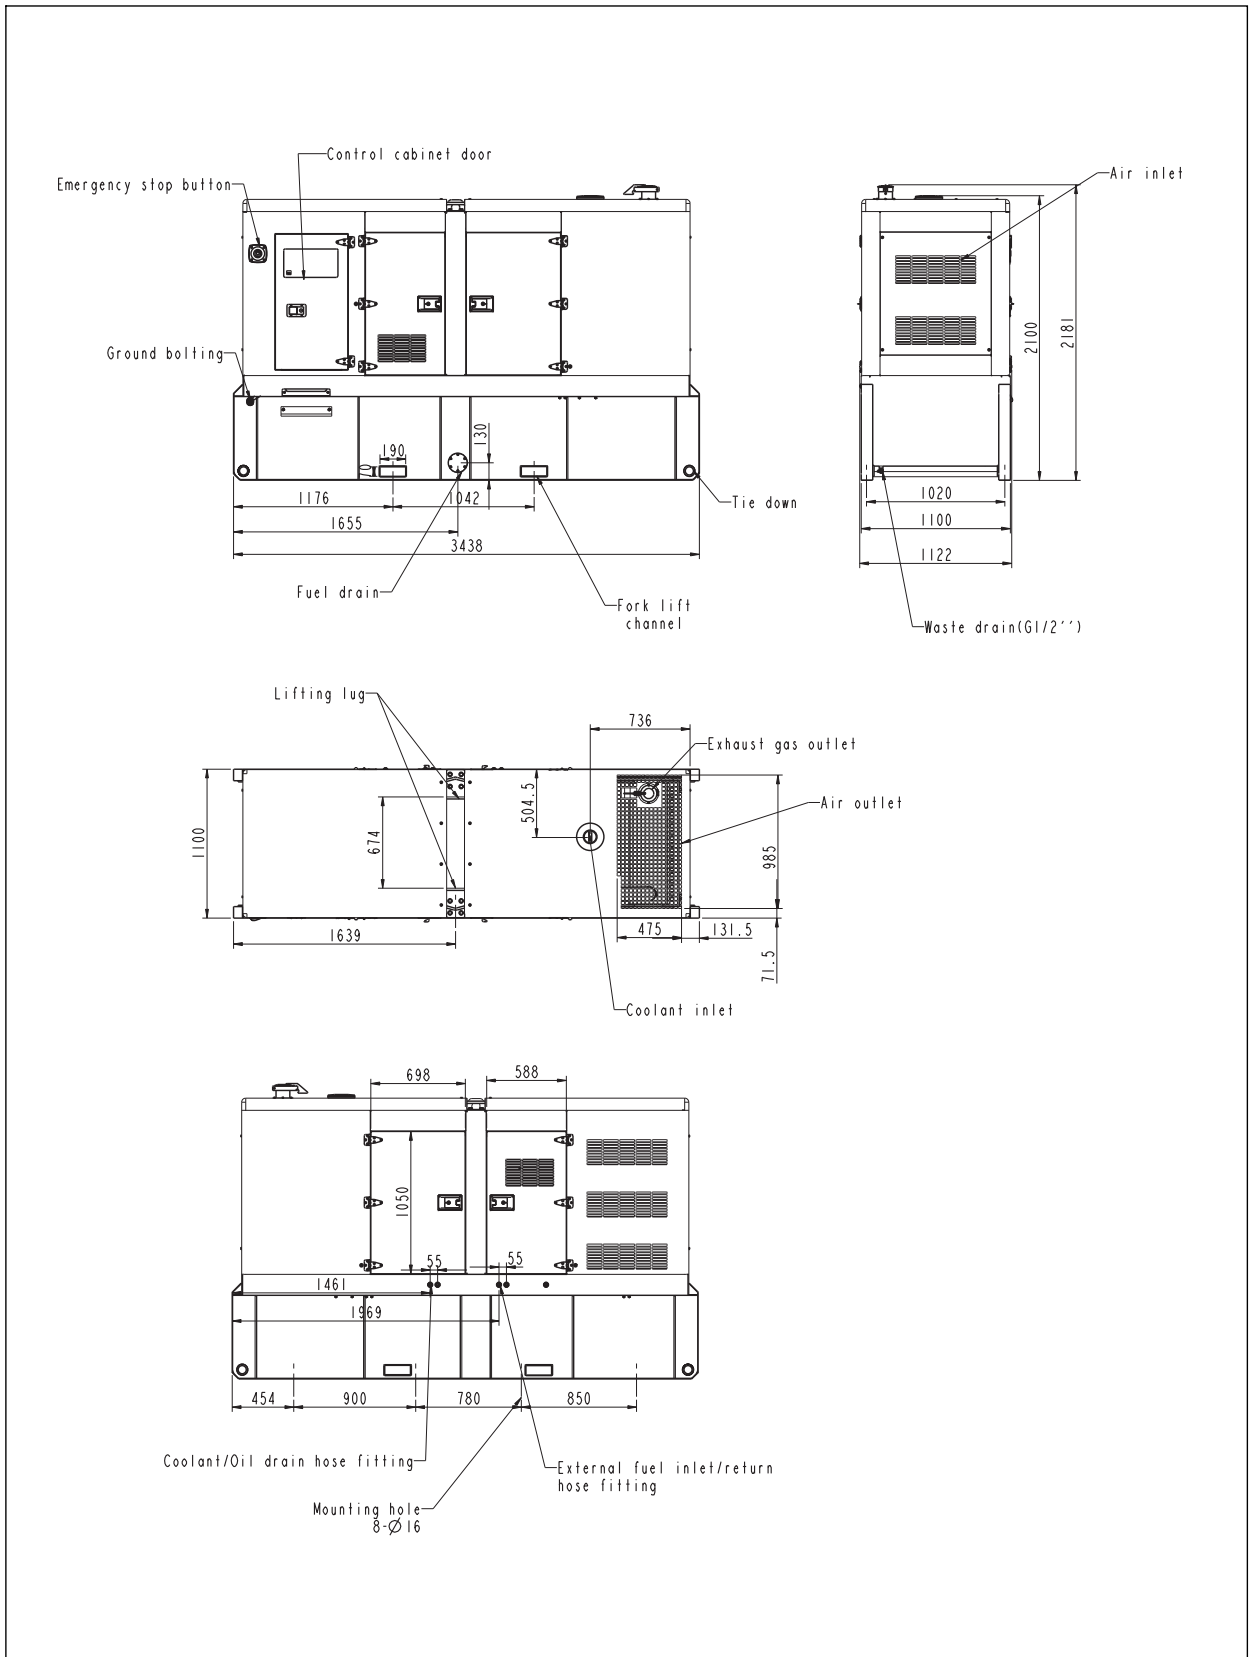 Control cabinet door
Emergency stop button
Air inlet
Ground bolting
2100
2181
130
190
70
1176
1042
Tie down
1655
3438
1020
1100
1122
Fuel drain
Fork lift
channel
Waste drain(G1/2'')
Lifting lug
736
Exhaust gas outlet
504.5
Air outlet
1100
674
985
1639
475
131.5
71.5
Coolant inlet
698
588
1050
55
55
1461
1969
454
900
780
850
Coolant/Oil drain hose fitting
External fuel inlet/return
hose fitting
Mounting hole
8-∅16